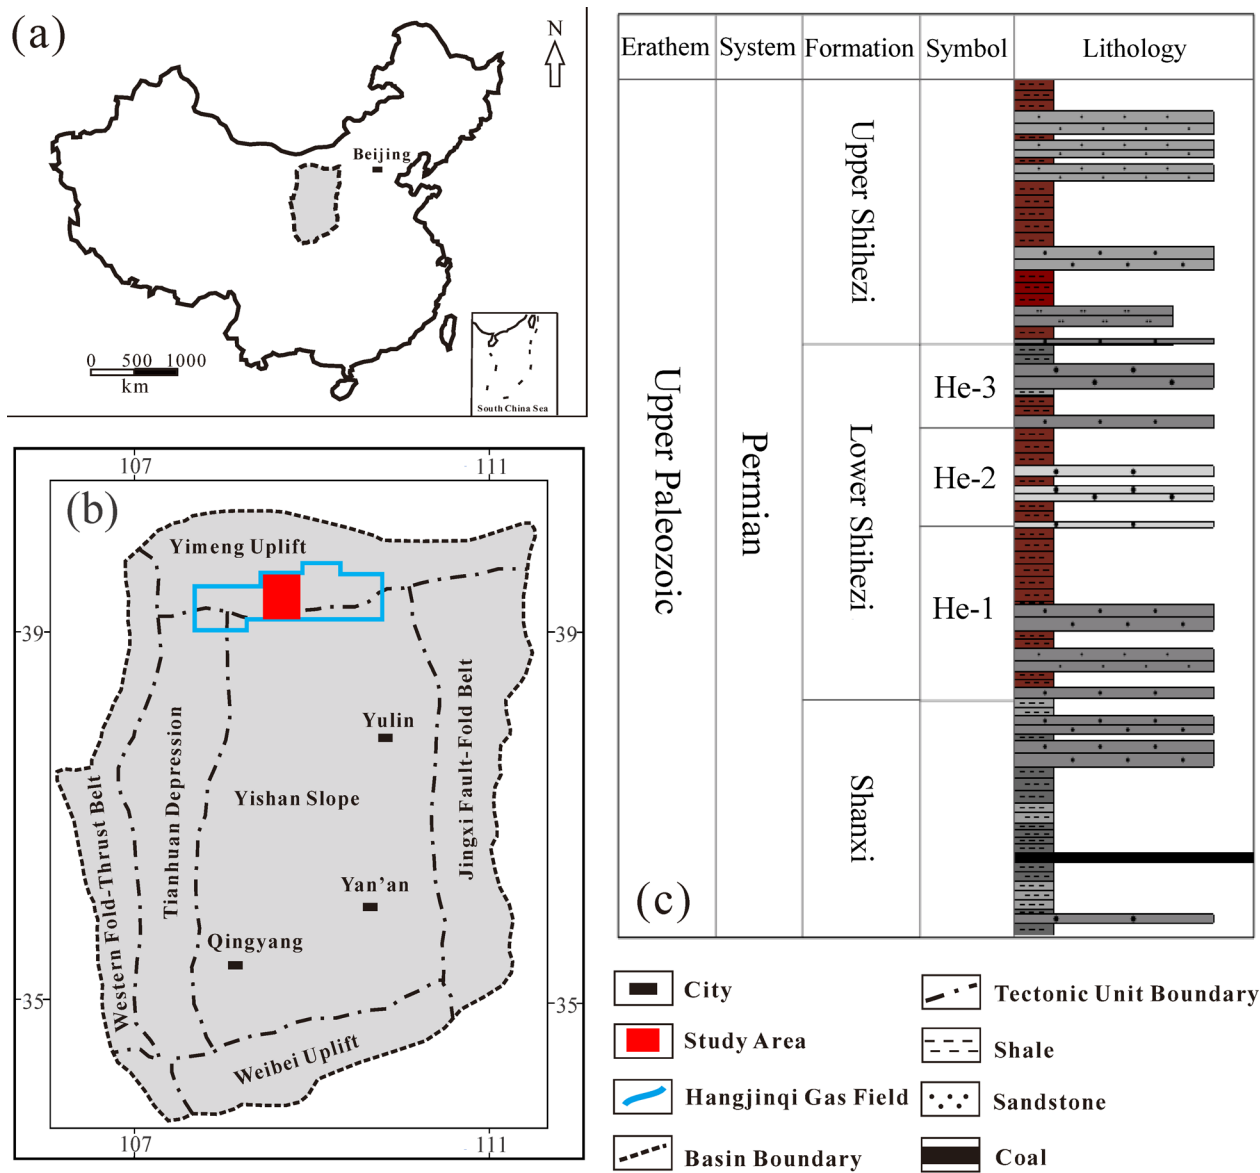 (a)
N
Beijing
0 500 1000
km
South China Sea
107 111
(b)
Yimeng Uplift
39 39
Yulin
Yishan Slope
Tianhuan Depression
Western Fold-Thrust Belt
Jingxi Fault-Fold Belt
Yan'an
Qingyang
35 35
Weibei Uplift
107 111
Erathem System Formation Symbol Lithology
Upper Paleozoic
Permian
Upper Shihezi
Lower Shihezi
Shanxi
He-3
He-2
He-1
(c)
City
Study Area
Hangjinqi Gas Field
Basin Boundary
Tectonic Unit Boundary
Shale
Sandstone
Coal